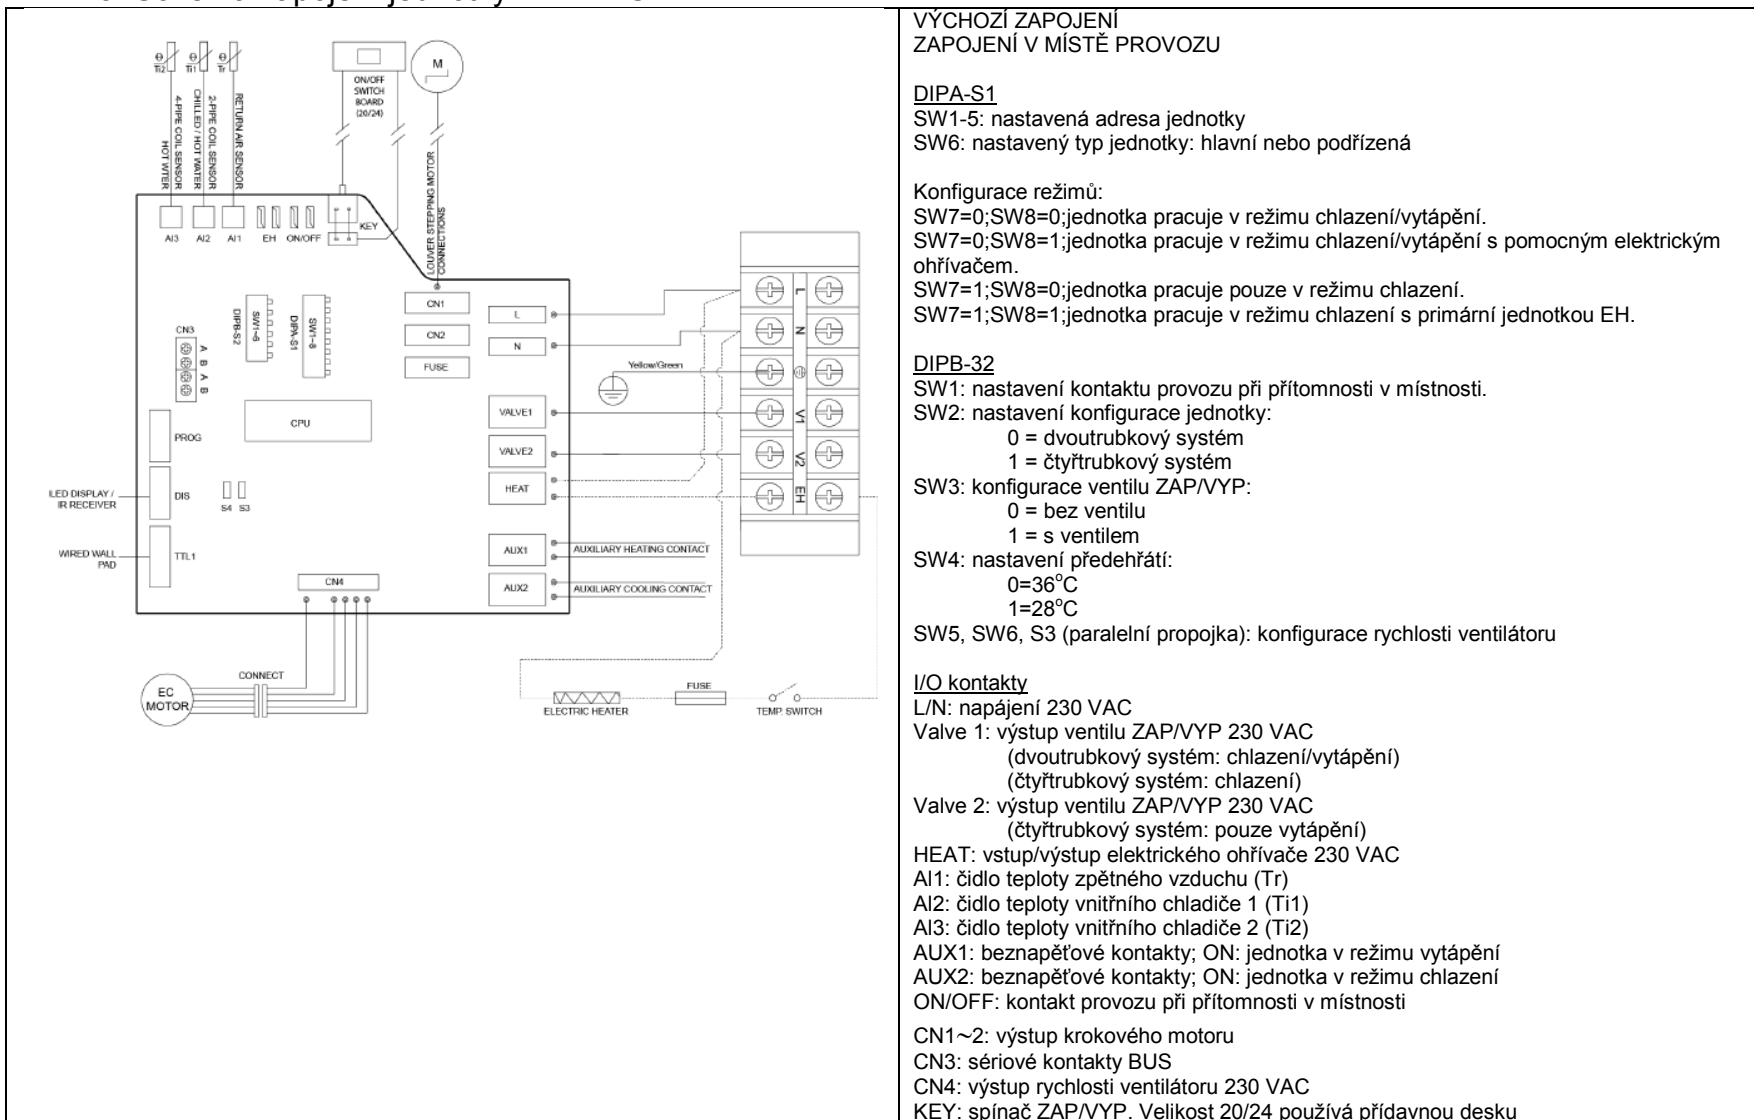 Ti2
Ti1
Tr
4-PIPE COIL SENSOR
HOT WTER
2-PIPE COIL SENSOR
CHILLED / HOT WATER
RETURN AIR SENSOR
ON/OFF
SWITCH
BOARD
(20/24)
M
LOUVER STEPPING MOTOR
CONNECTIONS
AI3
AI2
AI1
EH
ON/OFF
KEY
CN3
A
B
A
B
DIPB-S2
SW1~6
DIPA-S1
SW1~8
CN1
CN2
FUSE
L
N
Yellow/Green
VALVE1
VALVE2
HEAT
CPU
PROG
DIS
S4 S3
TTL1
LED DISPLAY /
IR RECEIVER
WIRED WALL
PAD
CN4
AUX1
AUX2
AUXILIARY HEATING CONTACT
AUXILIARY COOLING CONTACT
L
N
V1
V2
EH
EC
MOTOR
CONNECT
ELECTRIC HEATER
FUSE
TEMP. SWITCH
VÝCHOZÍ ZAPOJENÍ
ZAPOJENÍ V MÍSTĚ PROVOZU
DIPA-S1
SW1-5: nastavená adresa jednotky
SW6: nastavený typ jednotky: hlavní nebo podřízená
Konfigurace režimů:
SW7=0;SW8=0;jednotka pracuje v režimu chlazení/vytápění.
SW7=0;SW8=1;jednotka pracuje v režimu chlazení/vytápění s pomocným elektrickým
ohřívačem.
SW7=1;SW8=0;jednotka pracuje pouze v režimu chlazení.
SW7=1;SW8=1;jednotka pracuje v režimu chlazení s primární jednotkou EH.
DIPB-32
SW1: nastavení kontaktu provozu při přítomnosti v místnosti.
SW2: nastavení konfigurace jednotky:
0 = dvoutrubkový systém
1 = čtyřtrubkový systém
SW3: konfigurace ventilu ZAP/VYP:
0 = bez ventilu
1 = s ventilem
SW4: nastavení předehřátí:
0=36°C
1=28°C
SW5, SW6, S3 (paralelní propojka): konfigurace rychlosti ventilátoru
I/O kontakty
L/N: napájení 230 VAC
Valve 1: výstup ventilu ZAP/VYP 230 VAC
(dvoutrubkový systém: chlazení/vytápění)
(čtyřtrubkový systém: chlazení)
Valve 2: výstup ventilu ZAP/VYP 230 VAC
(čtyřtrubkový systém: pouze vytápění)
HEAT: vstup/výstup elektrického ohřívače 230 VAC
AI1: čidlo teploty zpětného vzduchu (Tr)
AI2: čidlo teploty vnitřního chladiče 1 (Ti1)
AI3: čidlo teploty vnitřního chladiče 2 (Ti2)
AUX1: beznapěťové kontakty; ON: jednotka v režimu vytápění
AUX2: beznapěťové kontakty; ON: jednotka v režimu chlazení
ON/OFF: kontakt provozu při přítomnosti v místnosti
CN1~2: výstup krokového motoru
CN3: sériové kontakty BUS
CN4: výstup rychlosti ventilátoru 230 VAC
KEY: spínač ZAP/VYP. Velikost 20/24 používá přídavnou desku